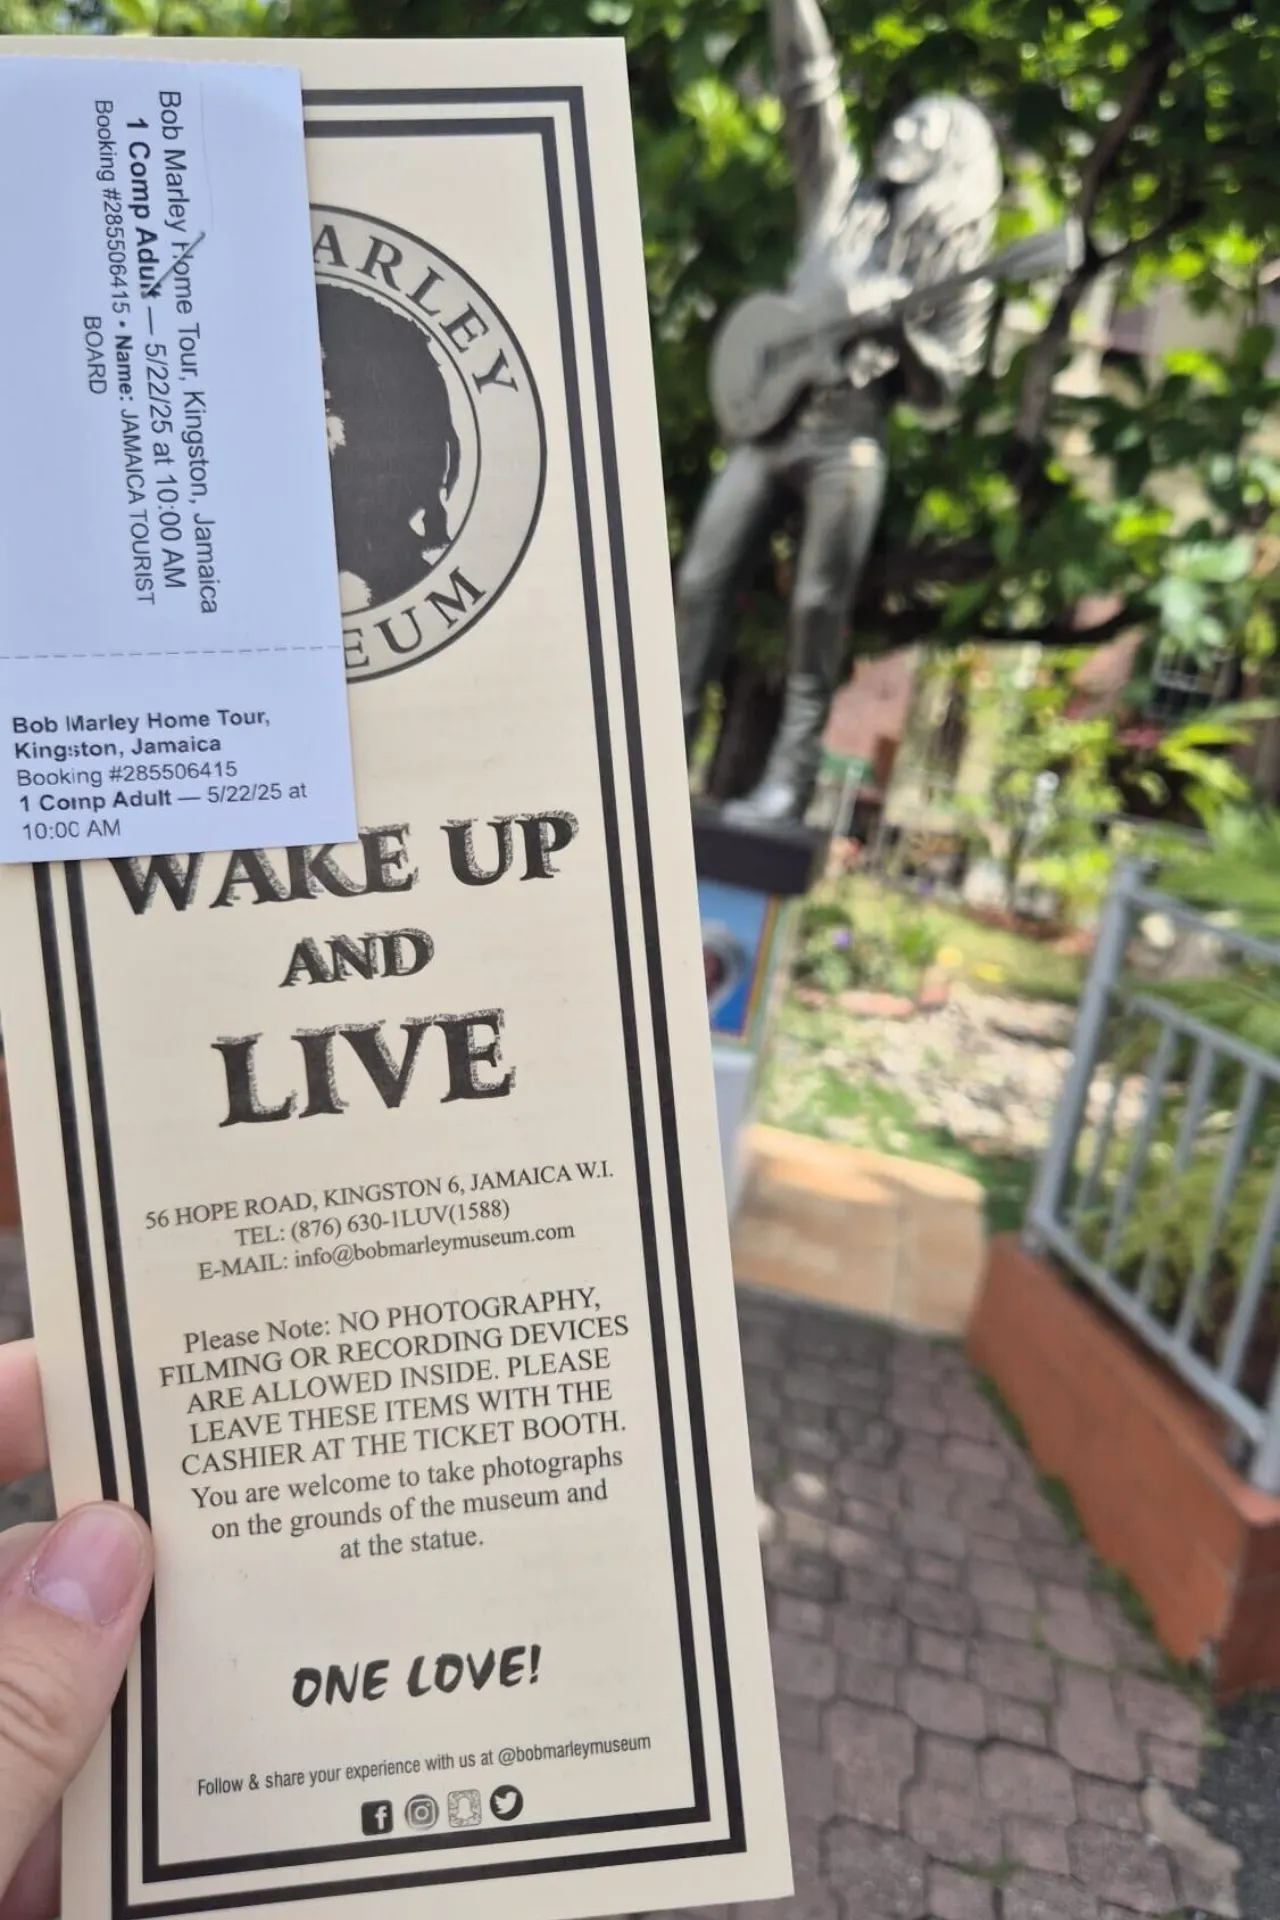 Bob Marley Home Tour, Kingston, Jamaica
1 Comp Adult — 5/22/25 at 10:00 AM
Booking #285506415 • Name: JAMAICA TOURIST
BOARD
Bob Marley Home Tour,
Kingston, Jamaica
Booking #285506415
1 Comp Adult — 5/22/25 at
10:00 AM
ARLEY
EUM
WAKE UP
AND
LIVE
56 HOPE ROAD, KINGSTON 6, JAMAICA W.I.
TEL: (876) 630-1LUV(1588)
E-MAIL: info@bobmarleymuseum.com
Please Note: NO PHOTOGRAPHY,
FILMING OR RECORDING DEVICES
ARE ALLOWED INSIDE. PLEASE
LEAVE THESE ITEMS WITH THE
CASHIER AT THE TICKET BOOTH.
You are welcome to take photographs
on the grounds of the museum and
at the statue.
ONE LOVE!
Follow & share your experience with us at @bobmarleymuseum